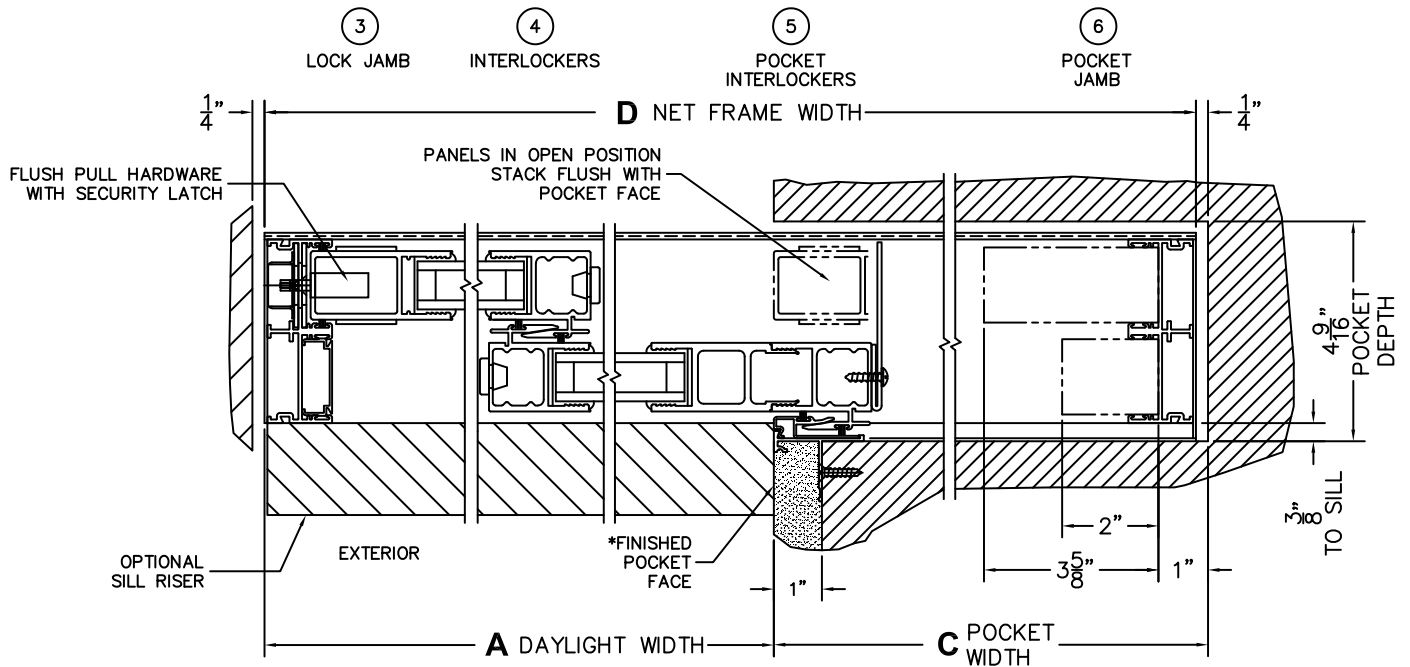 3
LOCK JAMB
4
INTERLOCKERS
5
POCKET
INTERLOCKERS
6
POCKET
JAMB
1/4"
D NET FRAME WIDTH
1/4"
FLUSH PULL HARDWARE
WITH SECURITY LATCH
PANELS IN OPEN POSITION
STACK FLUSH WITH
POCKET FACE
4 9/16"
POCKET
DEPTH
3/8"
TO SILL
OPTIONAL
SILL RISER
EXTERIOR
*FINISHED
POCKET
FACE
1"
2"
3 5/8"
1"
A DAYLIGHT WIDTH
C POCKET
WIDTH